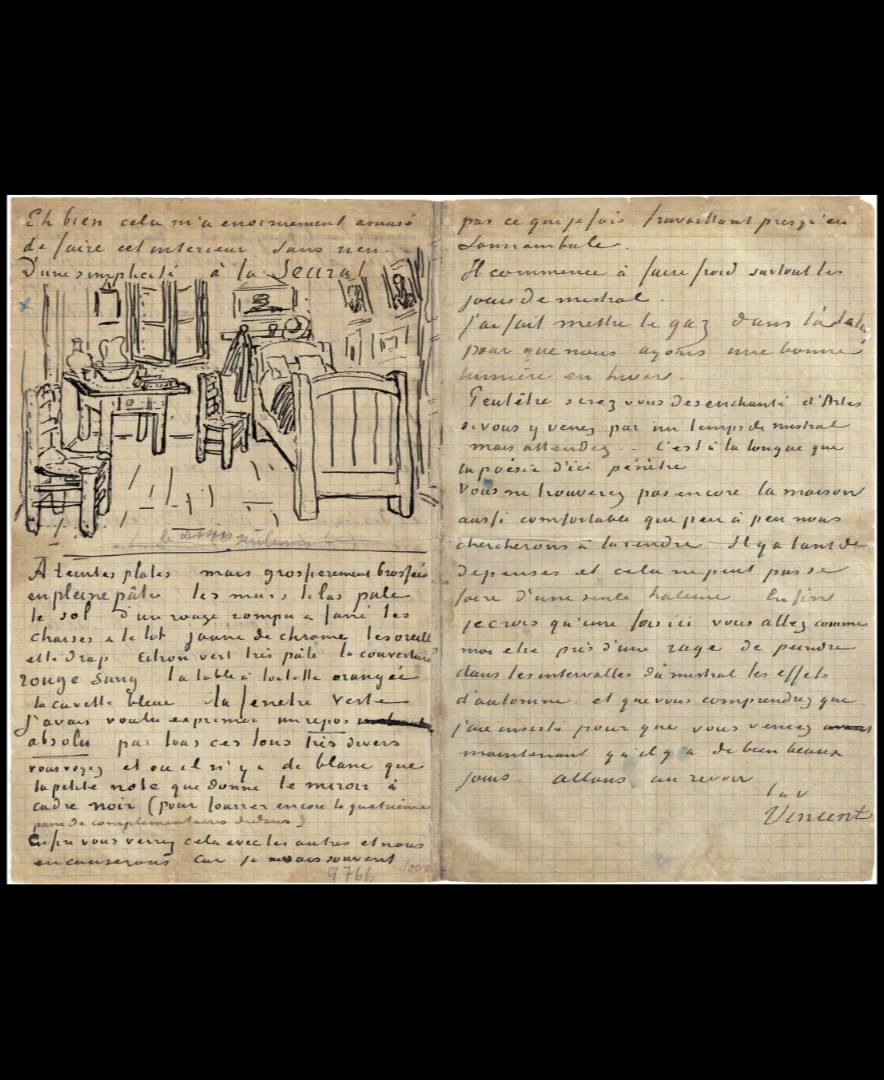 Eh bien cela m'a enormement amusé
de faire cet interieur sans rien.
D'une simplicité à la Seurat
A teintes plates mais grossierement brossées
en pleine pâte les murs lilas pale
le sol d'un rouge rompu & fané les
chaises & le lit jaune de chrome les oreillers
et le drap citron vert très pâle la couverture
rouge sang la table à toilette orangée
la cuvette bleue la fenetre verte
J'avais voulu exprimer un repos
absolu par tous ces tons très divers
vous voyez et ou il n'y a de blanc que
la petite note que donne le miroir à
cadre noir (pour fourrer encore la quatrième
paire de complementaires dedans)
Enfin vous verrez cela avec les autres et nous
en causerons car je ne sais souvent
9766
1000
pas ce que je fais travaillant presqu'en
somnambule.
Il commence à faire froid surtout les
jours de mistral.
J'ai fait mettre le gaz dans l'atelier
pour que nous ayons une bonne
lumière en hiver.
Peutêtre serez vous desenchanté d'Arles
si vous y venez par un temps de mistral
mais attendez... C'est à la longue que
la poésie d'ici pénètre
Vous ne trouverez pas encore la maison
aussi comfortable que peu à peu nous
chercherons à la rendre. Il y a tant de
depenses et cela ne peut pas se
faire d'une seule haleine. Enfin
je crois qu'une fois ici vous allez comme
moi etre pris d'une rage de peindre
dans les intervalles du mistral les effets
d'automne. et que vous comprendrez que
j'aie insisté pour que vous veniez
maintenant qu'il y a de bien beaux
jours. allons au revoir
t. à v.
Vincent